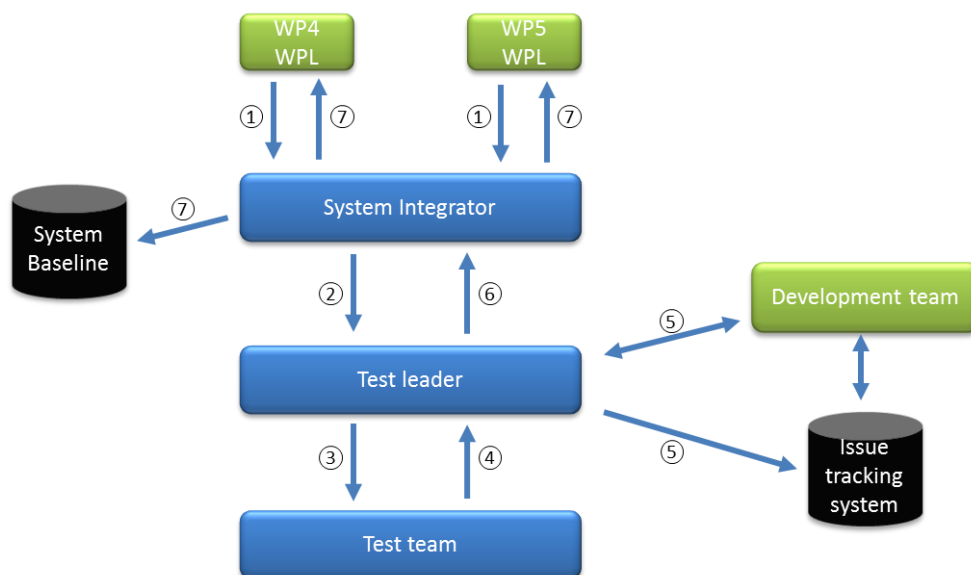 WP4
WPL
WP5
WPL
① ⑦ ① ⑦
System Integrator
⑦
System
Baseline
② ⑥
Development team
⑤
Test leader
③ ④ ⑤
Issue
tracking
system
Test team